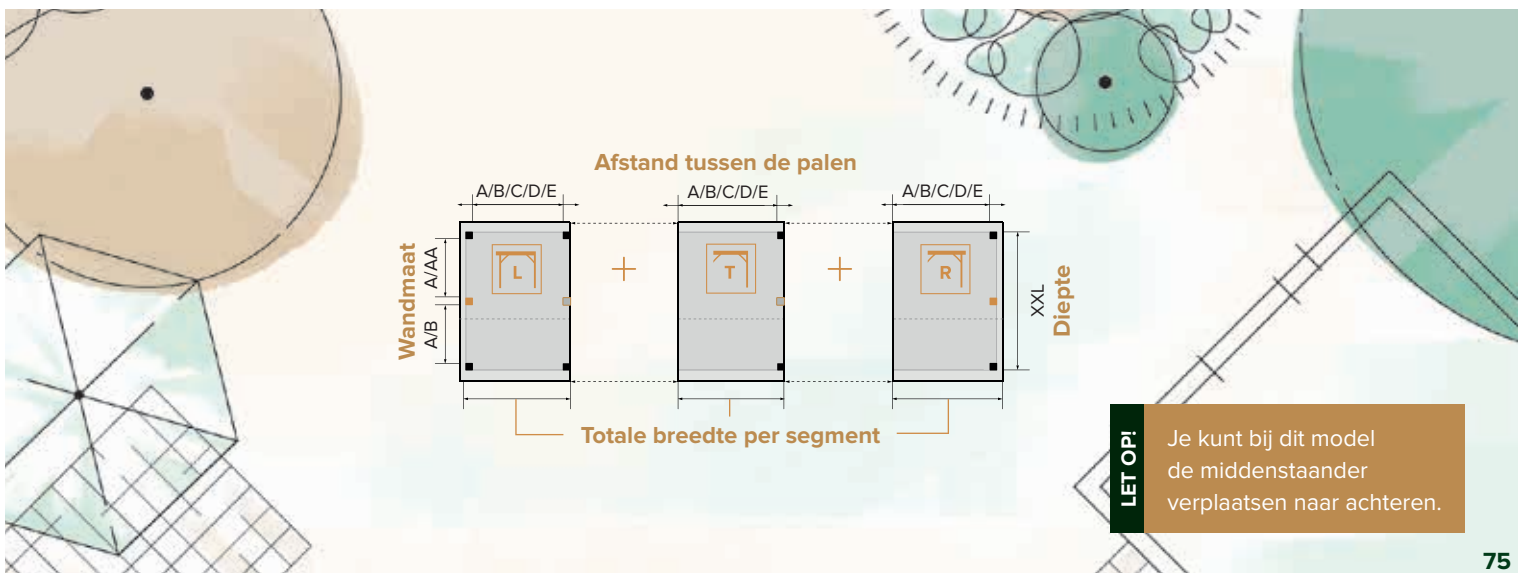 Afstand tussen de palen
A/B/C/D/E
A/B/C/D/E
A/B/C/D/E
Wandmaat
A/AA
A/B
L
+
T
+
R
XXL
Diepte
Totale breedte per segment
LET OP!
Je kunt bij dit model
de middenstaander
verplaatsen naar achteren.
75